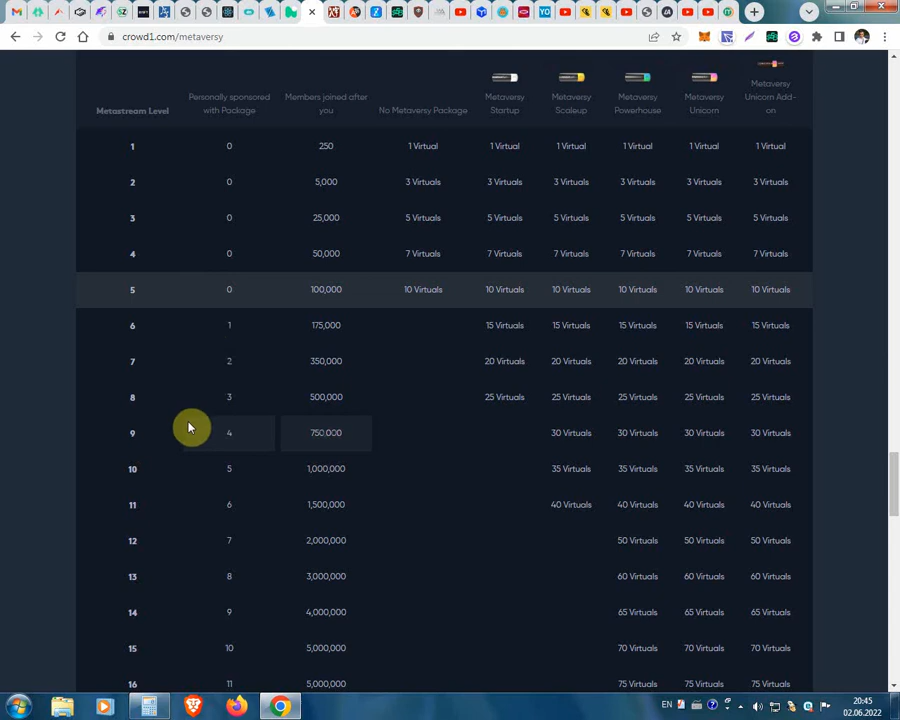 crowd1.com/metaversy
Metastream Level
Personally sponsored with Package
Members joined after you
No Metaversy Package
Metaversy Startup
Metaversy Scaleup
Metaversy Powerhouse
Metaversy Unicorn
Metaversy Unicorn Add-on
1 0 250 1 Virtual 1 Virtual 1 Virtual 1 Virtual 1 Virtual 1 Virtual
2 0 5,000 3 Virtuals 3 Virtuals 3 Virtuals 3 Virtuals 3 Virtuals 3 Virtuals
3 0 25,000 5 Virtuals 5 Virtuals 5 Virtuals 5 Virtuals 5 Virtuals 5 Virtuals
4 0 50,000 7 Virtuals 7 Virtuals 7 Virtuals 7 Virtuals 7 Virtuals 7 Virtuals
5 0 100,000 10 Virtuals 10 Virtuals 10 Virtuals 10 Virtuals 10 Virtuals 10 Virtuals
6 1 175,000 15 Virtuals 15 Virtuals 15 Virtuals 15 Virtuals 15 Virtuals
7 2 350,000 20 Virtuals 20 Virtuals 20 Virtuals 20 Virtuals 20 Virtuals
8 3 500,000 25 Virtuals 25 Virtuals 25 Virtuals 25 Virtuals 25 Virtuals
9 4 750,000 30 Virtuals 30 Virtuals 30 Virtuals 30 Virtuals
10 5 1,000,000 35 Virtuals 35 Virtuals 35 Virtuals 35 Virtuals
11 6 1,500,000 40 Virtuals 40 Virtuals 40 Virtuals 40 Virtuals
12 7 2,000,000 50 Virtuals 50 Virtuals 50 Virtuals
13 8 3,000,000 60 Virtuals 60 Virtuals 60 Virtuals
14 9 4,000,000 65 Virtuals 65 Virtuals 65 Virtuals
15 10 5,000,000 70 Virtuals 70 Virtuals 70 Virtuals
16 11 5,000,000 75 Virtuals 75 Virtuals 75 Virtuals
EN
20:45
02.06.2022